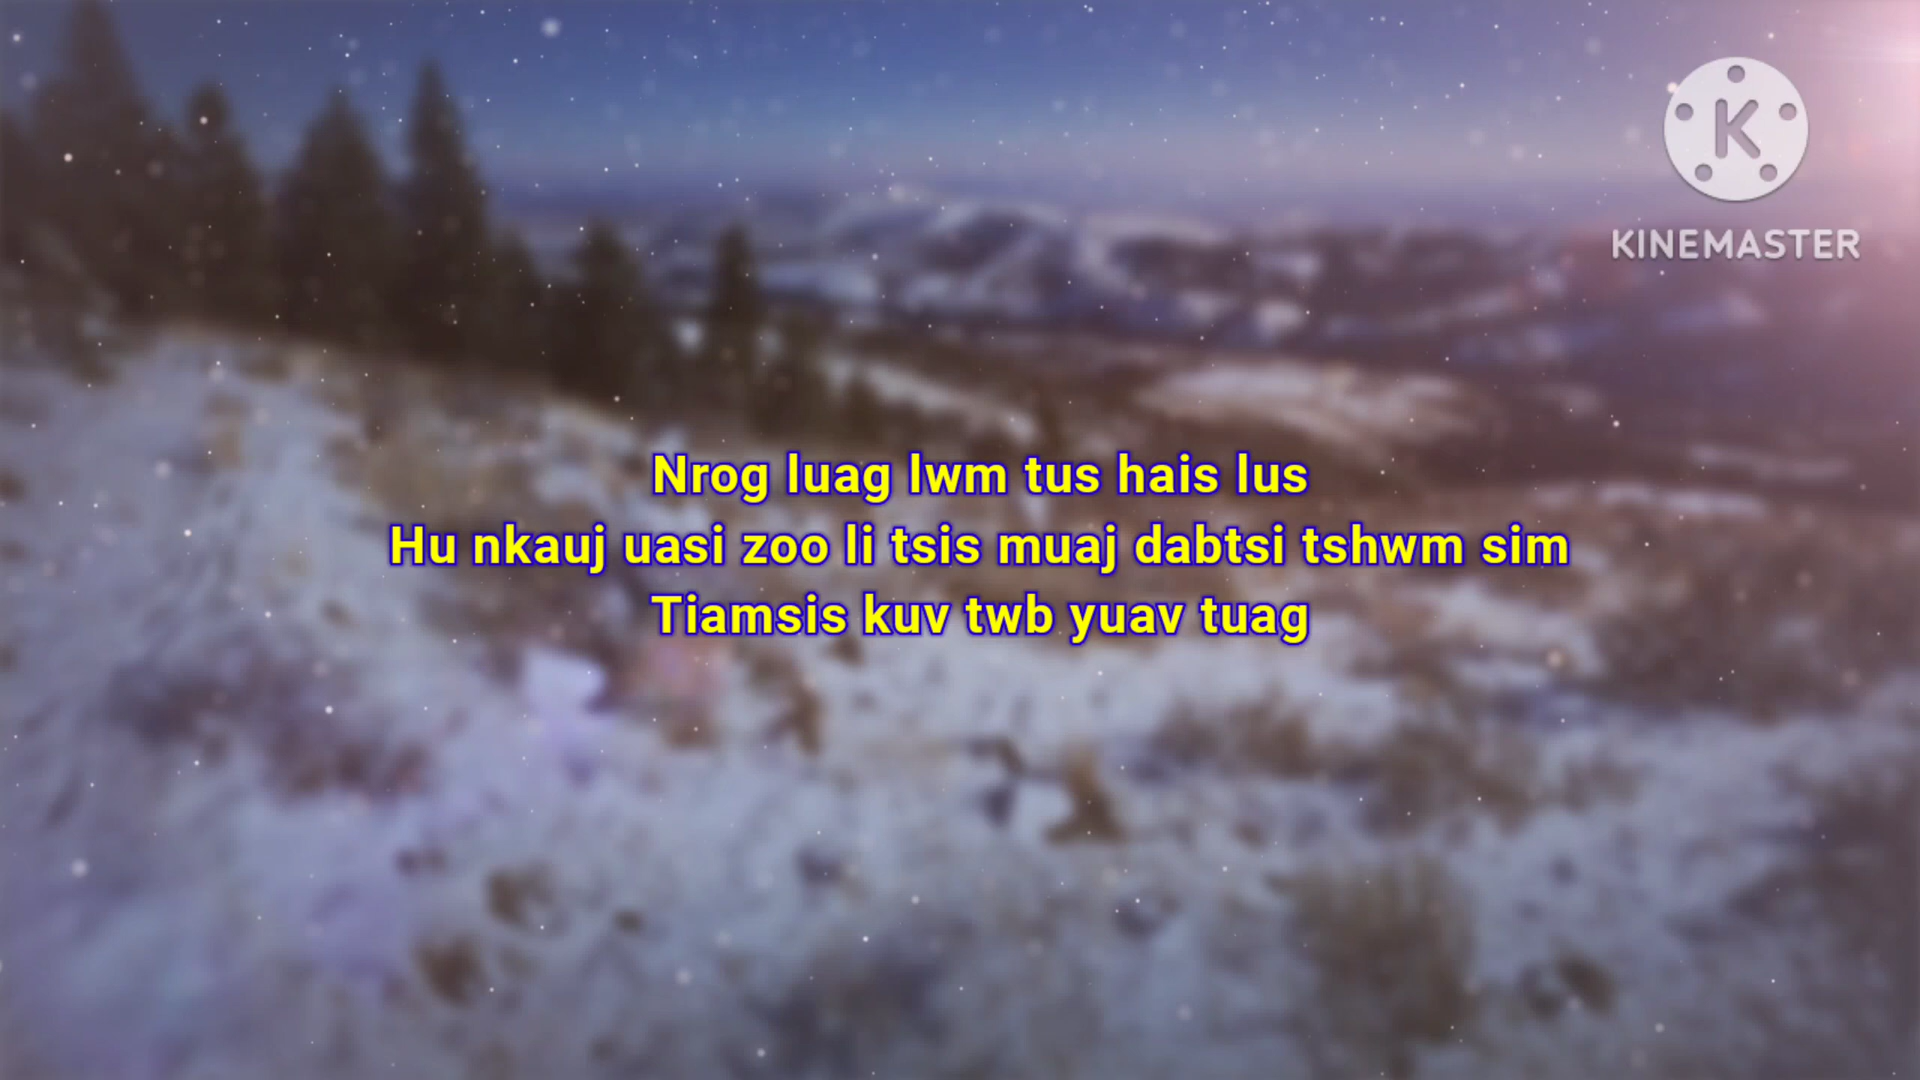 K
KINEMASTER
Nrog luag lwm tus hais lus
Hu nkauj uasi zoo li tsis muaj dabtsi tshwm sim
Tiamsis kuv twb yuav tuag